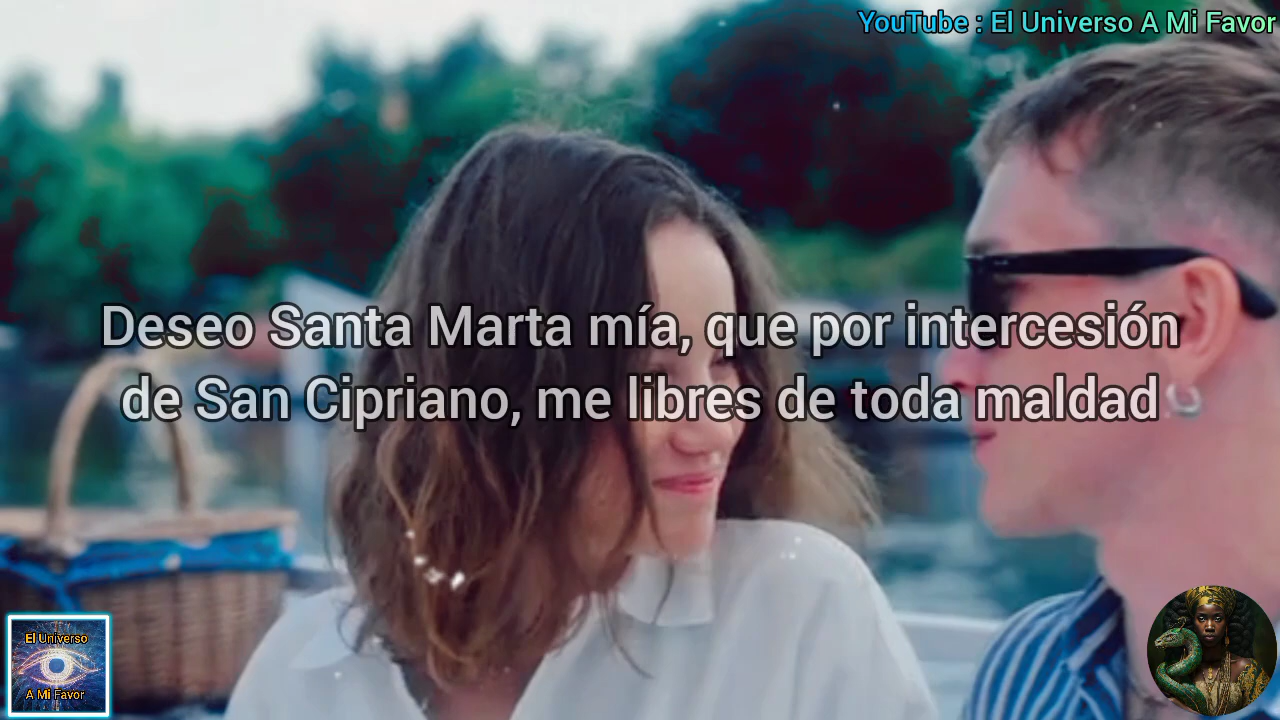 YouTube : El Universo A Mi Favor
Deseo Santa Marta mía, que por intercesión
de San Cipriano, me libres de toda maldad
El Universo
A Mi Favor